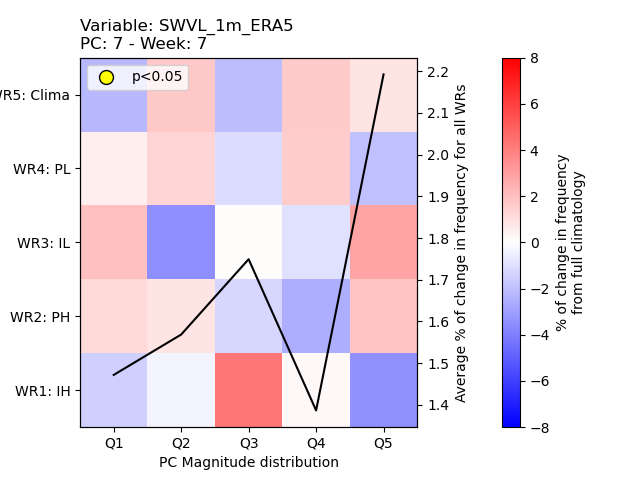 Variable: SWVL_1m_ERA5
PC: 7 - Week: 7
p<0.05
WR5: Clima
WR4: PL
WR3: IL
WR2: PH
WR1: IH
Q1 Q2 Q3 Q4 Q5
PC Magnitude distribution
2.2
2.1
2.0
1.9
1.8
1.7
1.6
1.5
1.4
Average % of change in frequency for all WRs
8
6
4
2
0
−2
−4
−6
−8
% of change in frequency
from full climatology